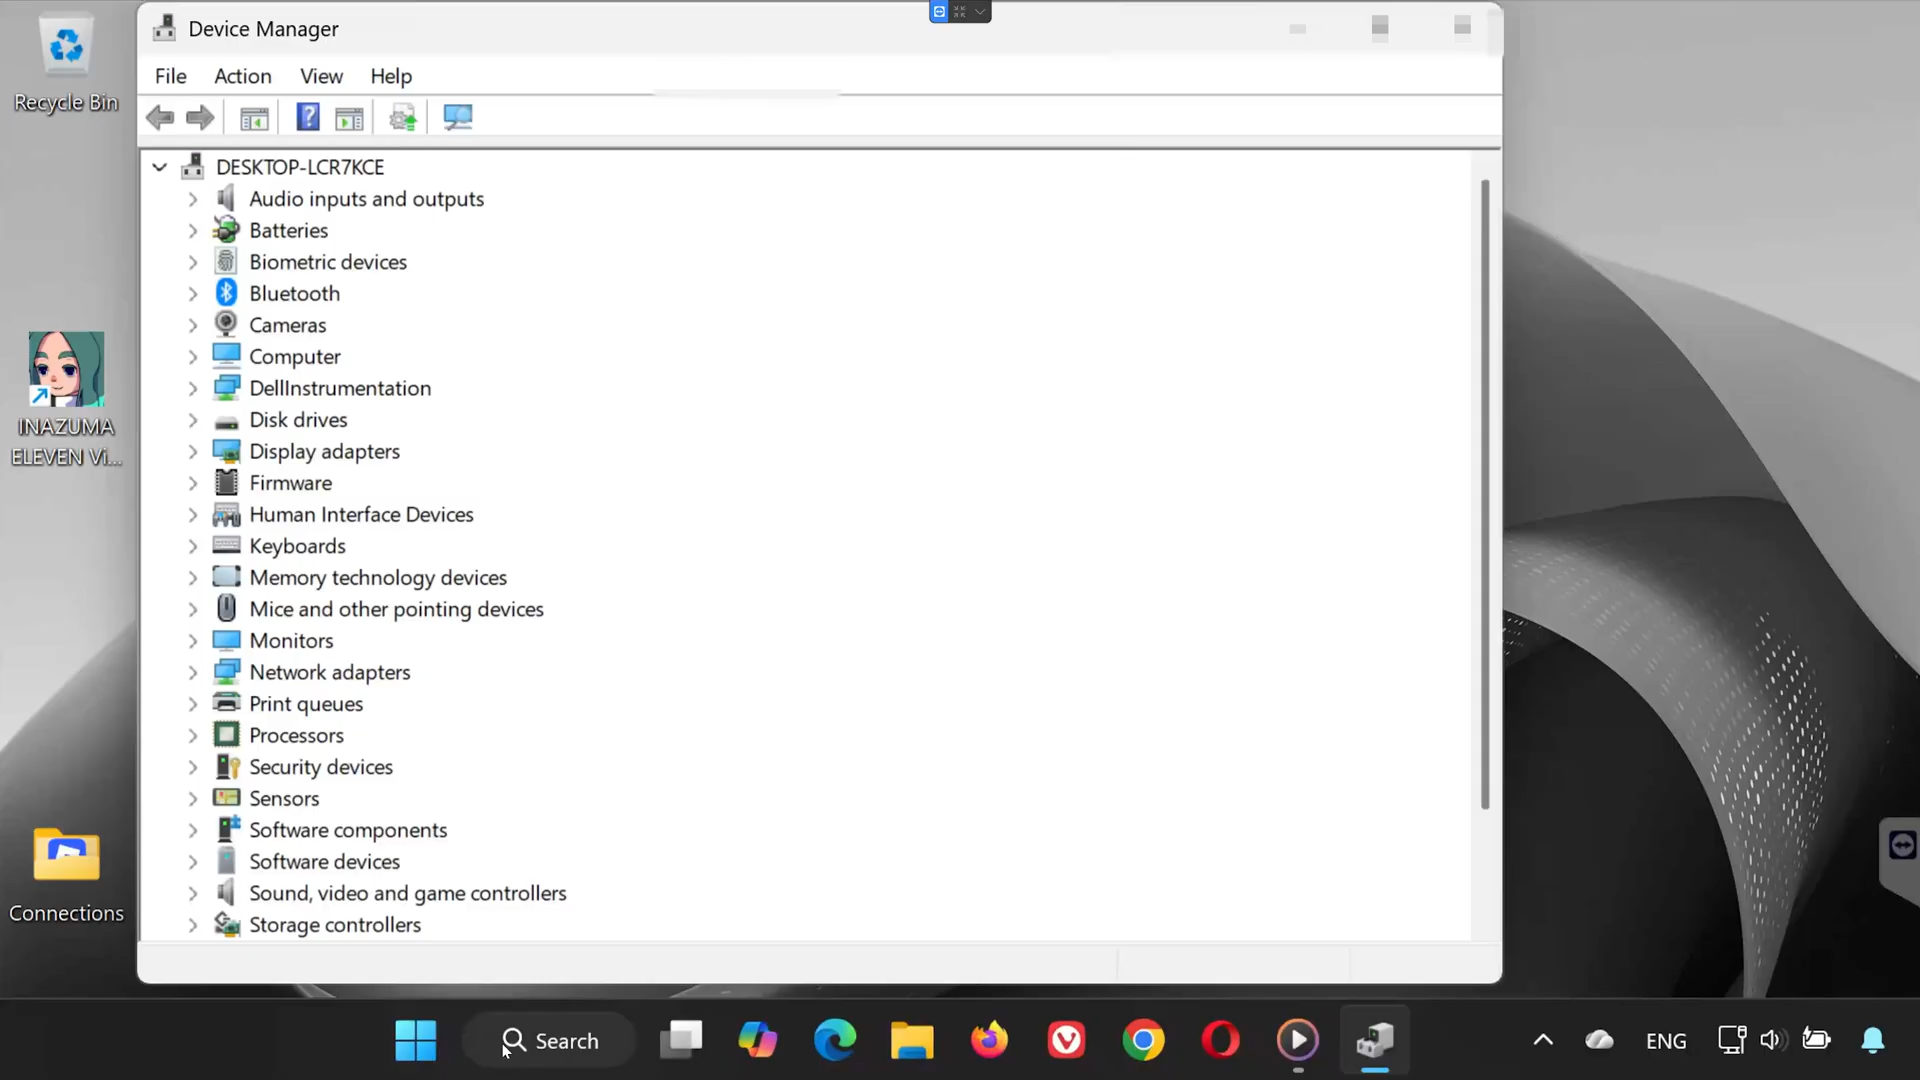 Device Manager
File Action View Help
DESKTOP-LCR7KCE
Audio inputs and outputs
Batteries
Biometric devices
Bluetooth
Cameras
Computer
DellInstrumentation
Disk drives
Display adapters
Firmware
Human Interface Devices
Keyboards
Memory technology devices
Mice and other pointing devices
Monitors
Network adapters
Print queues
Processors
Security devices
Sensors
Software components
Software devices
Sound, video and game controllers
Storage controllers
Recycle Bin
INAZUMA
ELEVEN Vi...
Connections
Search
ENG